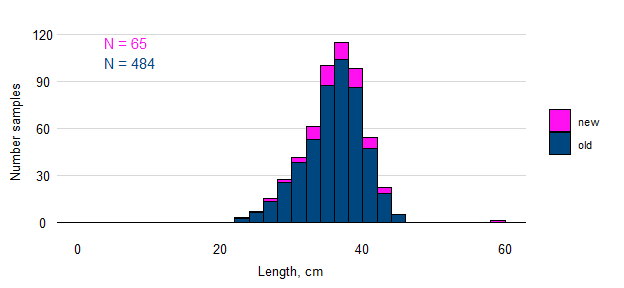 N = 65
N = 484
120
90
60
30
0
Number samples
0 20 40 60
Length, cm
new
old